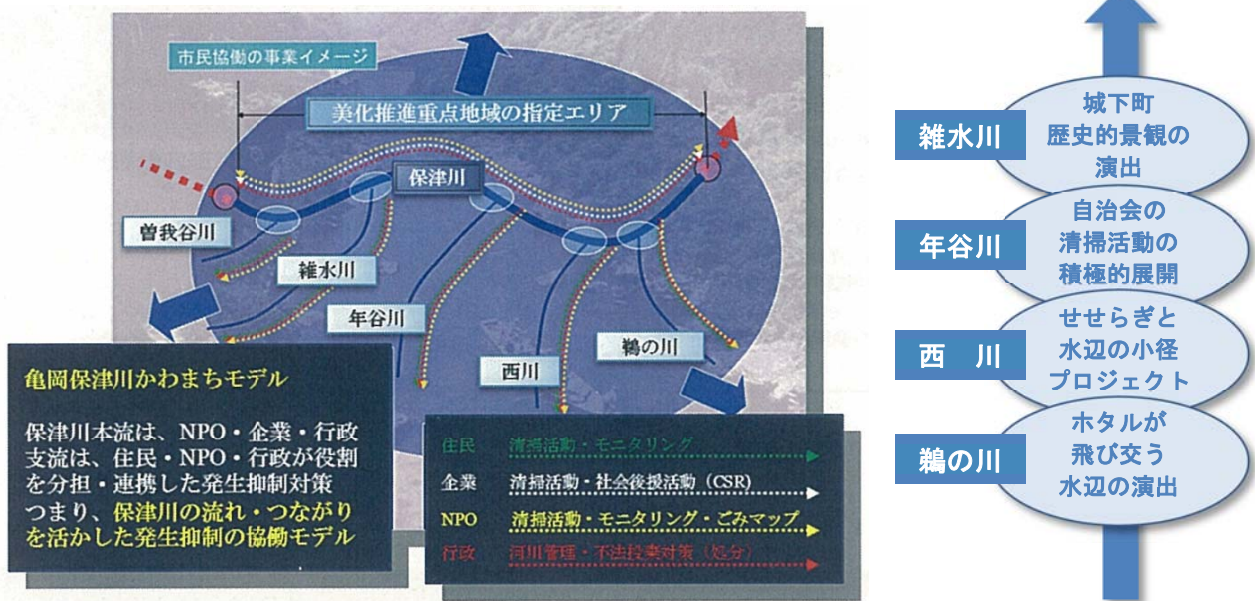 市民協働の事業イメージ
美化推進重点地域の指定エリア
保津川
曽我谷川
雑水川
年谷川
西川
鵜の川
亀岡保津川かわまちモデル
保津川本流は、NPO・企業・行政
支流は、住民・NPO・行政が役割
を分担・連携した発生抑制対策
つまり、保津川の流れ・つながり
を活かした発生抑制の協働モデル
住民 清掃活動・モニタリング
企業 清掃活動・社会後援活動（CSR）
NPO 清掃活動・モニタリング・ごみマップ
行政 河川管理・不法投棄対策（処分）
雑水川
城下町
歴史的景観の
演出
年谷川
自治会の
清掃活動の
積極的展開
西 川
せせらぎと
水辺の小径
プロジェクト
鵜の川
ホタルが
飛び交う
水辺の演出